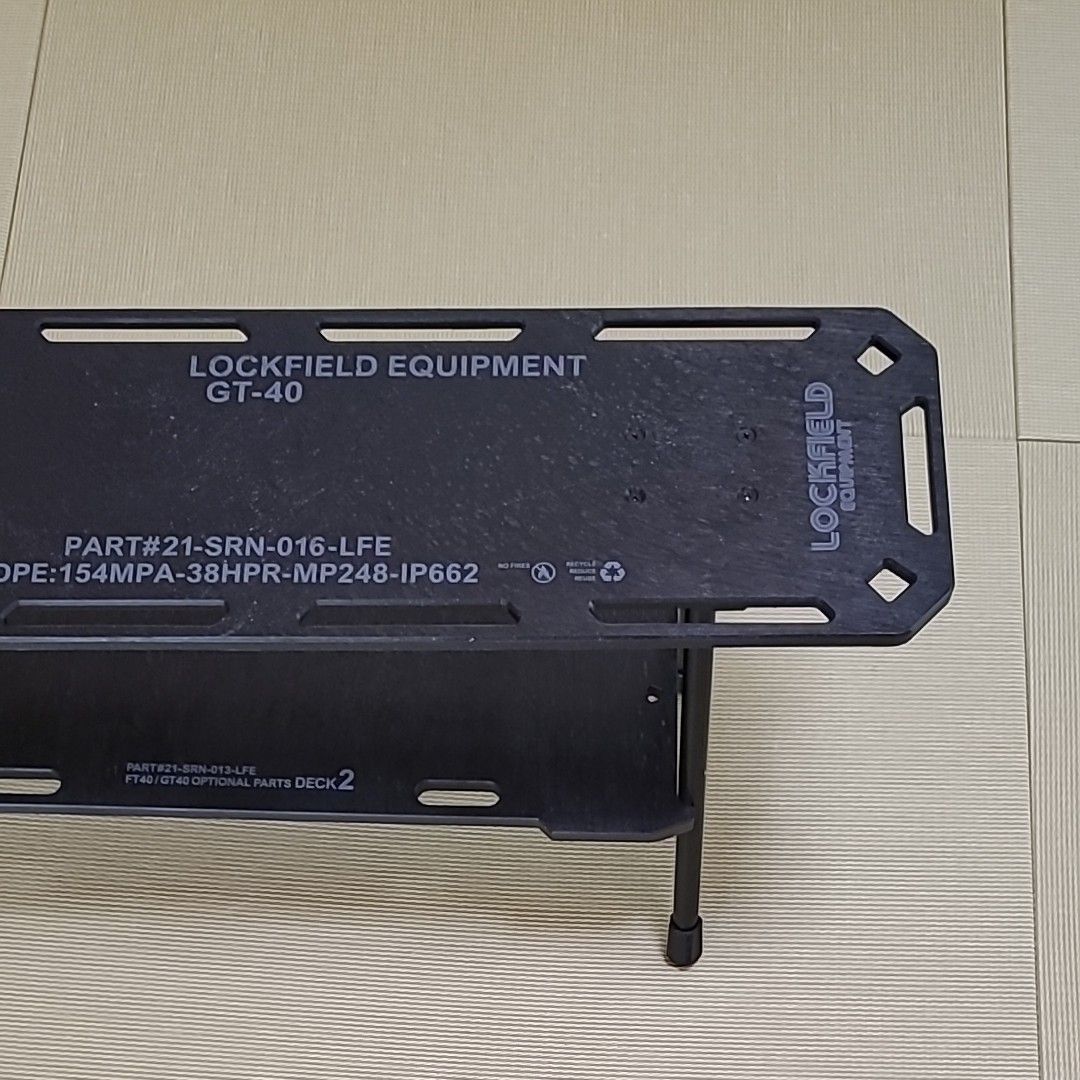 LOCKFIELD EQUIPMENT
GT-40
LOCKFIELD
EQUIPMENT
PART#21-SRN-016-LFE
OPE:154MPA-38HPR-MP248-IP662
NO FIRES
RECYCLE
REDUCE
REUSE
PART#21-SRN-013-LFE
FT40 / GT40 OPTIONAL PARTS DECK2